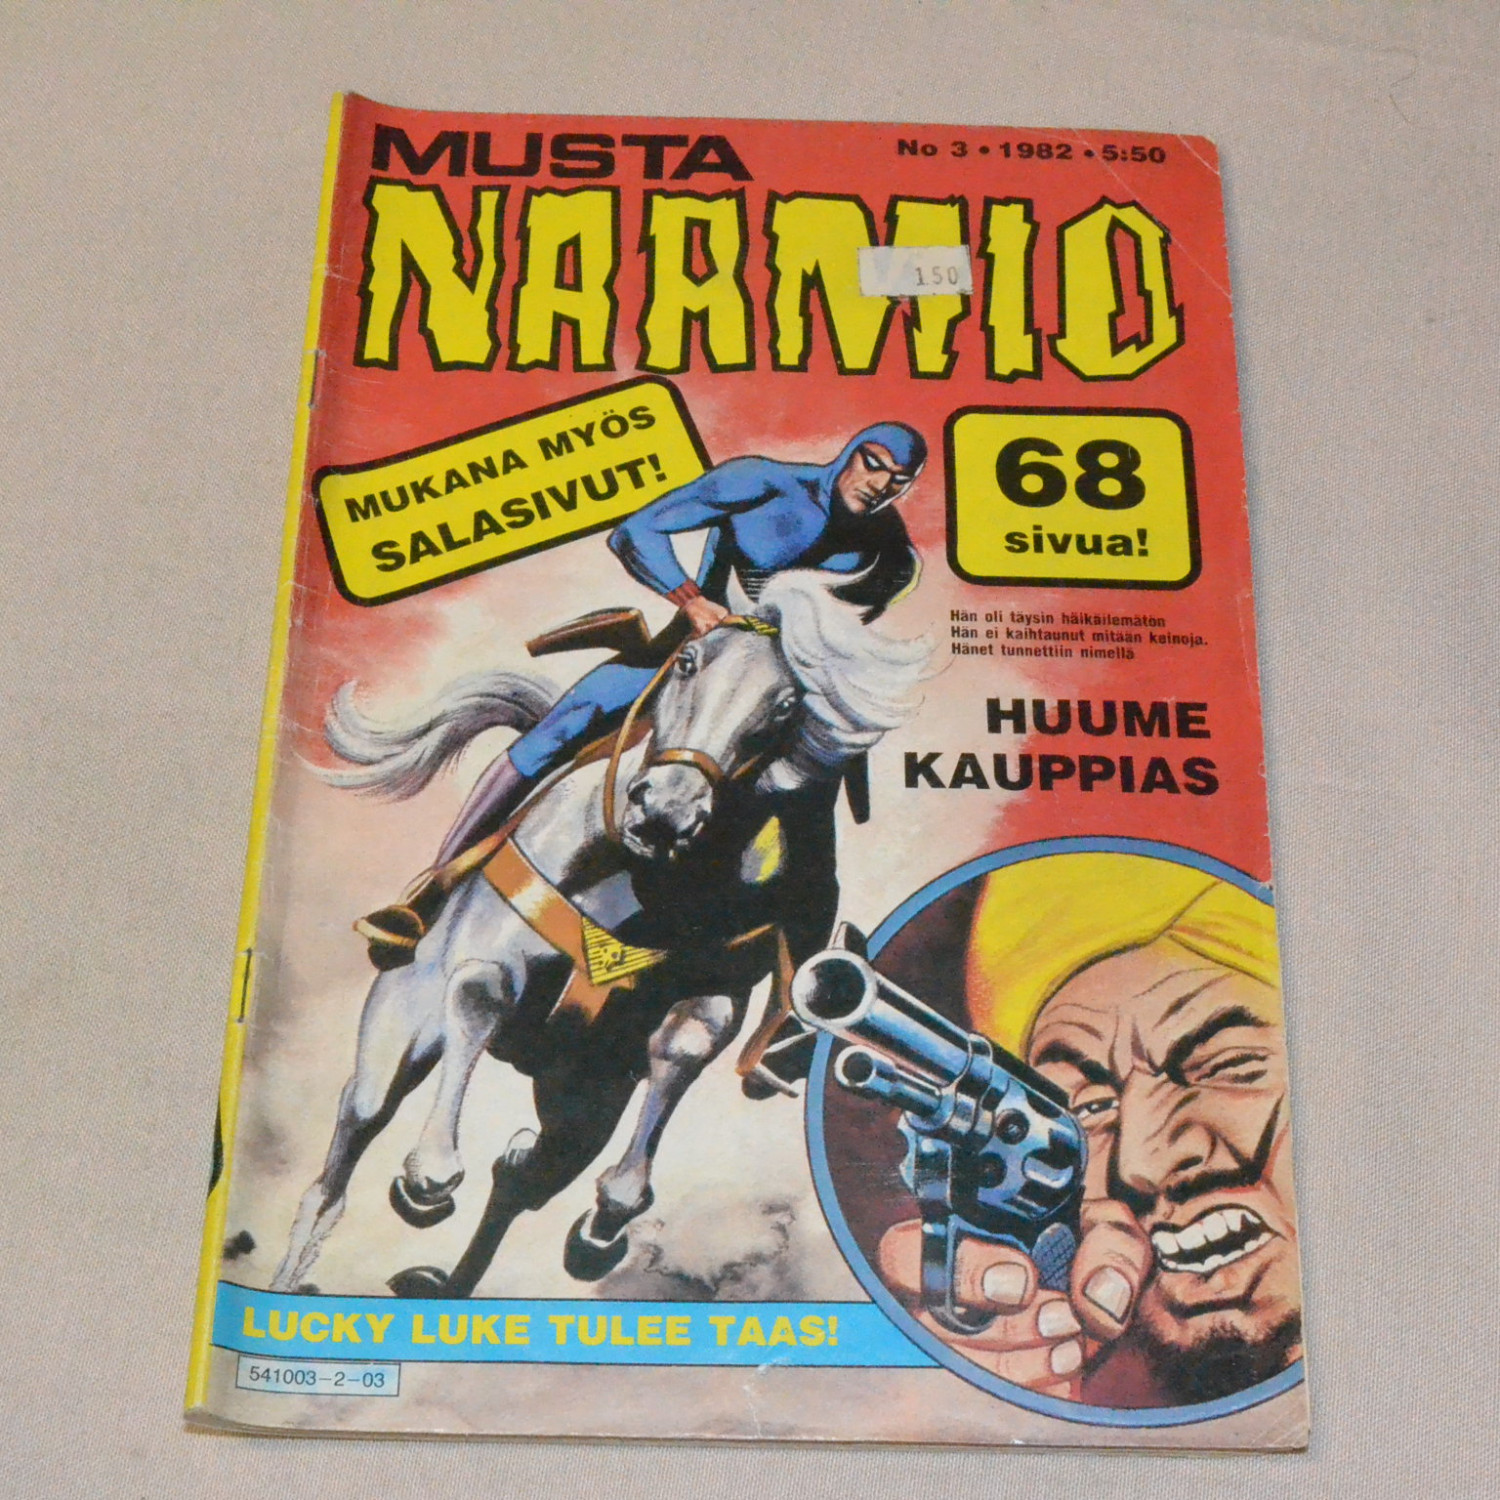 MUSTA
No 3 • 1982 • 5:50
NAAMIO
150
MUKANA MYÖS
SALASIVUT!
68
sivua!
Hän oli täysin häikäilemätön
Hän ei kaihtaunut mitään keinoja.
Hänet tunnettiin nimellä
HUUME
KAUPPIAS
LUCKY LUKE TULEE TAAS!
541003-2-03